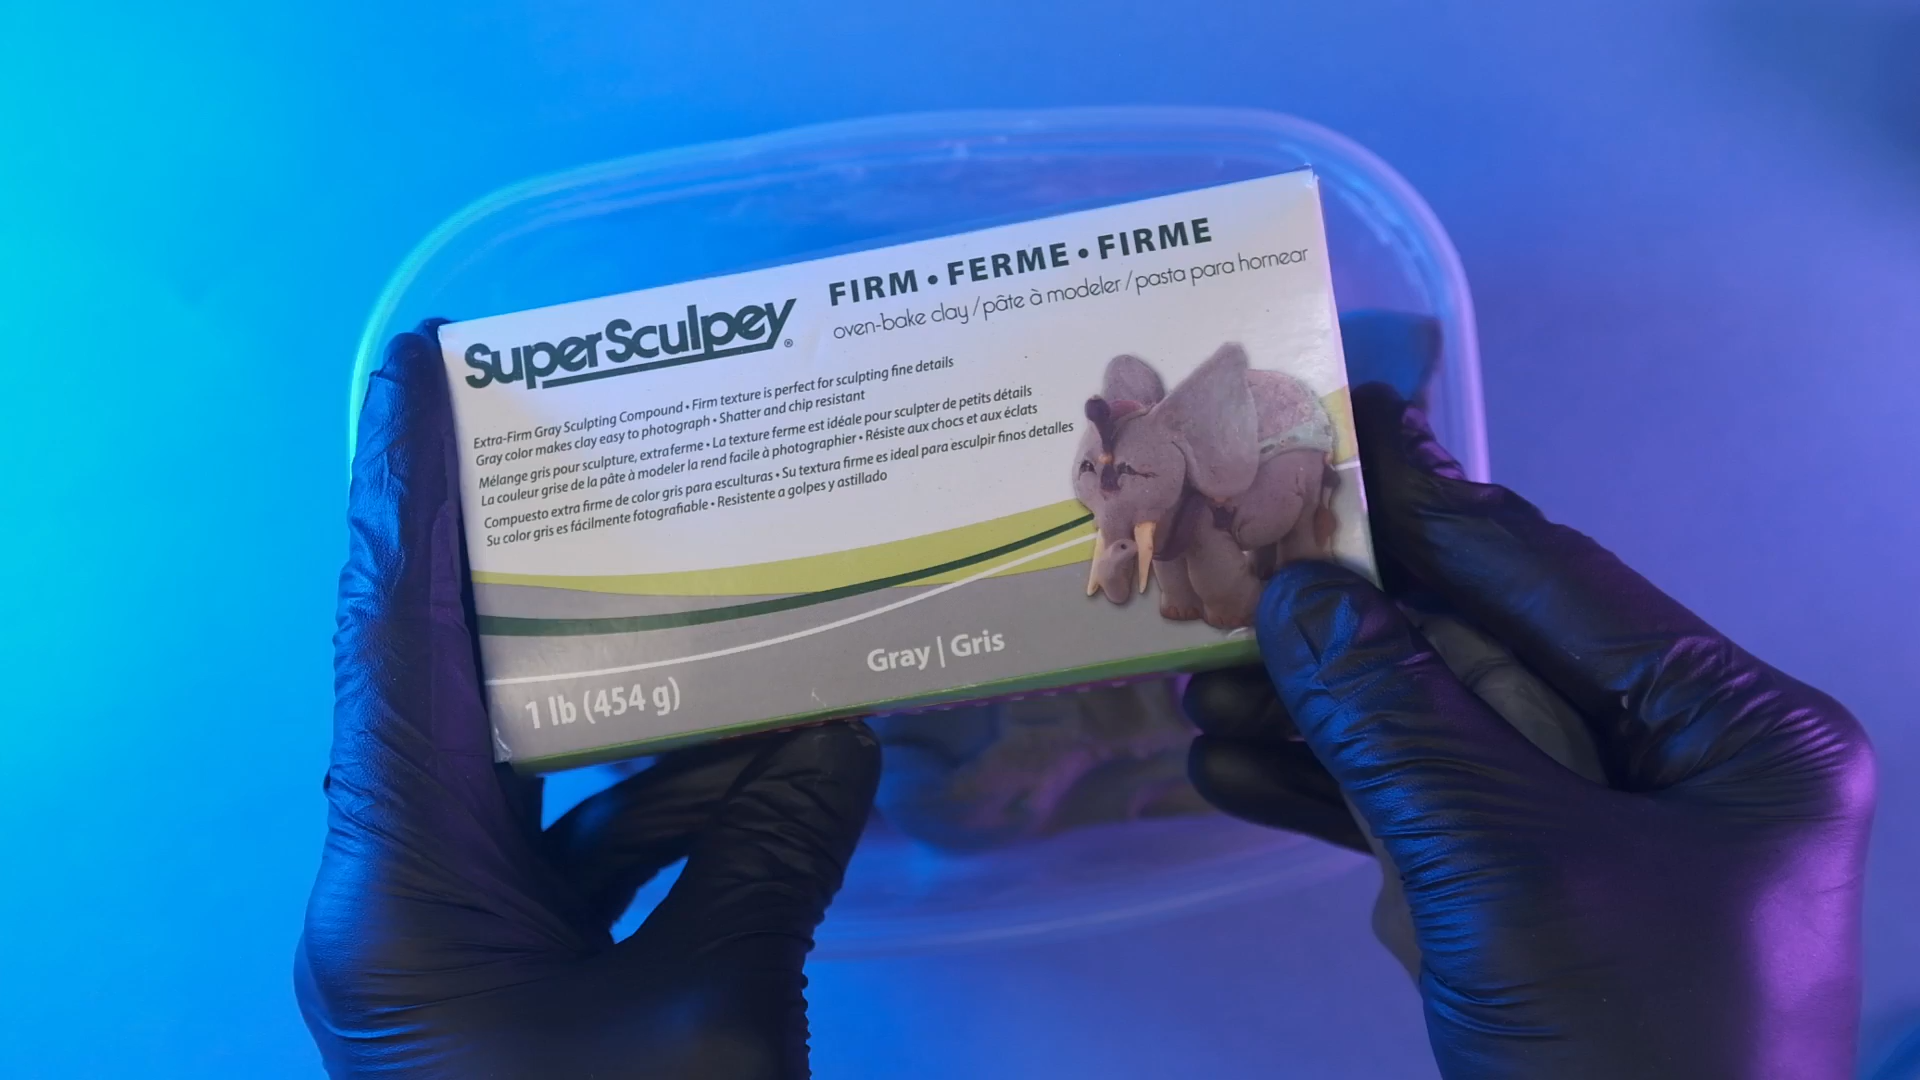 SuperSculpey®
FIRM • FERME • FIRME
oven-bake clay / pâte à modeler / pasta para hornear
Extra-Firm Gray Sculpting Compound • Firm texture is perfect for sculpting fine details
Gray color makes clay easy to photograph • Shatter and chip resistant
Mélange gris pour sculpture, extra ferme • La texture ferme est idéale pour sculpter de petits détails
La couleur grise de la pâte à modeler la rend facile à photographier • Résiste aux chocs et aux éclats
Compuesto extra firme de color gris para esculturas • Su textura firme es ideal para esculpir finos detalles
Su color gris es fácilmente fotografiable • Resistente a golpes y astillado
Gray | Gris
1 lb (454 g)